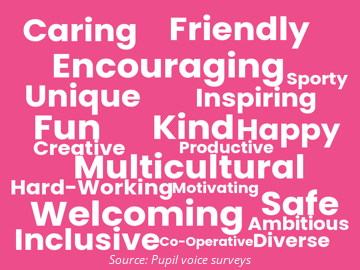 Caring Friendly
Encouraging Sporty
Unique Inspiring
Fun Kind Happy
Creative Productive
Multicultural
Hard-Working Motivating
Welcoming Safe
Ambitious
Inclusive Co-Operative Diverse
Source: Pupil voice surveys